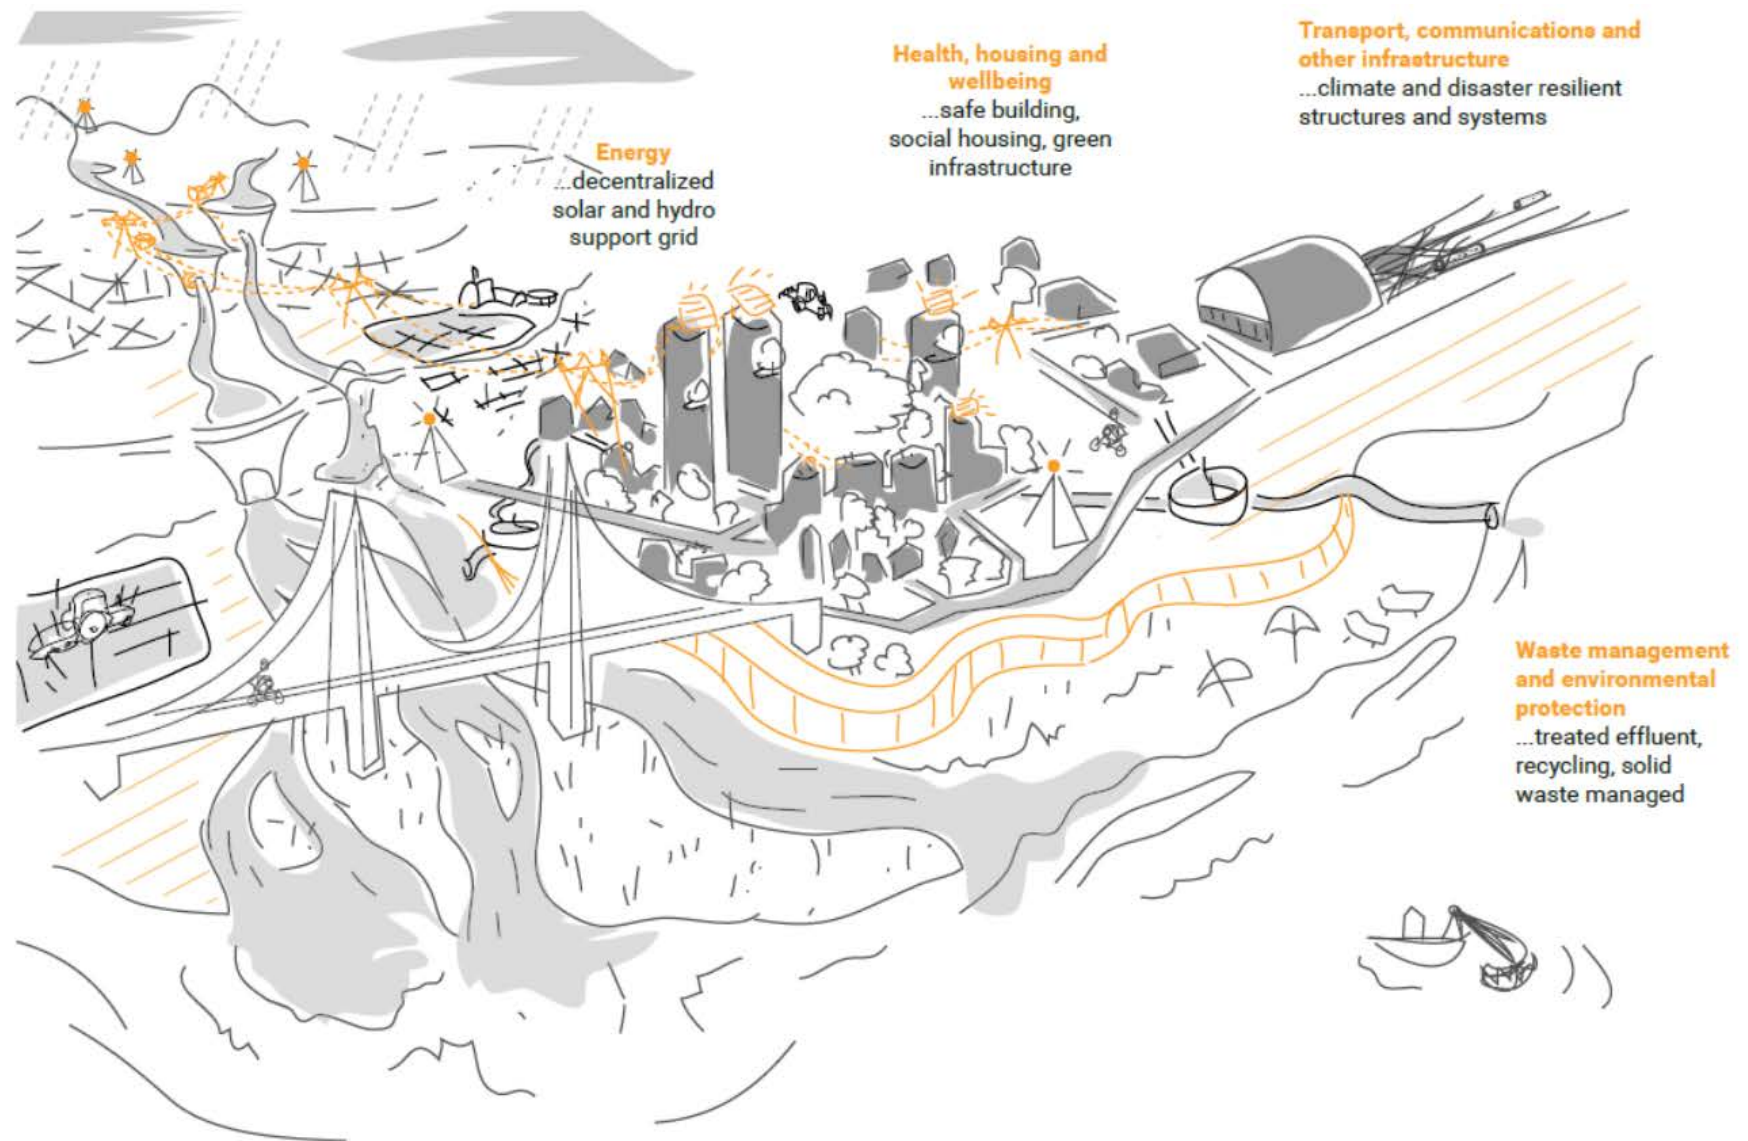 Energy
...decentralized
solar and hydro
support grid
Health, housing and
wellbeing
...safe building,
social housing, green
infrastructure
Transport, communications and
other infrastructure
...climate and disaster resilient
structures and systems
Waste management
and environmental
protection
...treated effluent,
recycling, solid
waste managed